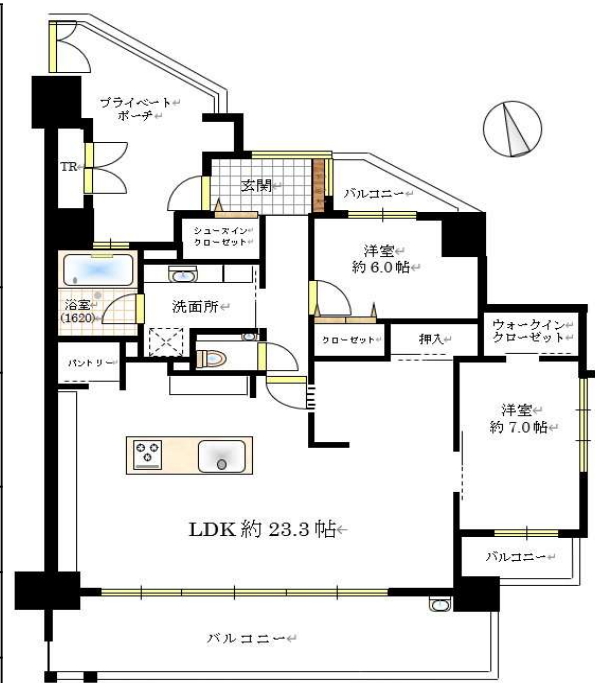 プライベート
ポーチ
TR
玄関
バルコニー
シューズイン
クローゼット
洋室
約 6.0 帖
浴室
(1620)
洗面所
クローゼット
押入
ウォークイン
クローゼット
パントリー
洋室
約 7.0 帖
LDK 約 23.3 帖
バルコニー
バルコニー